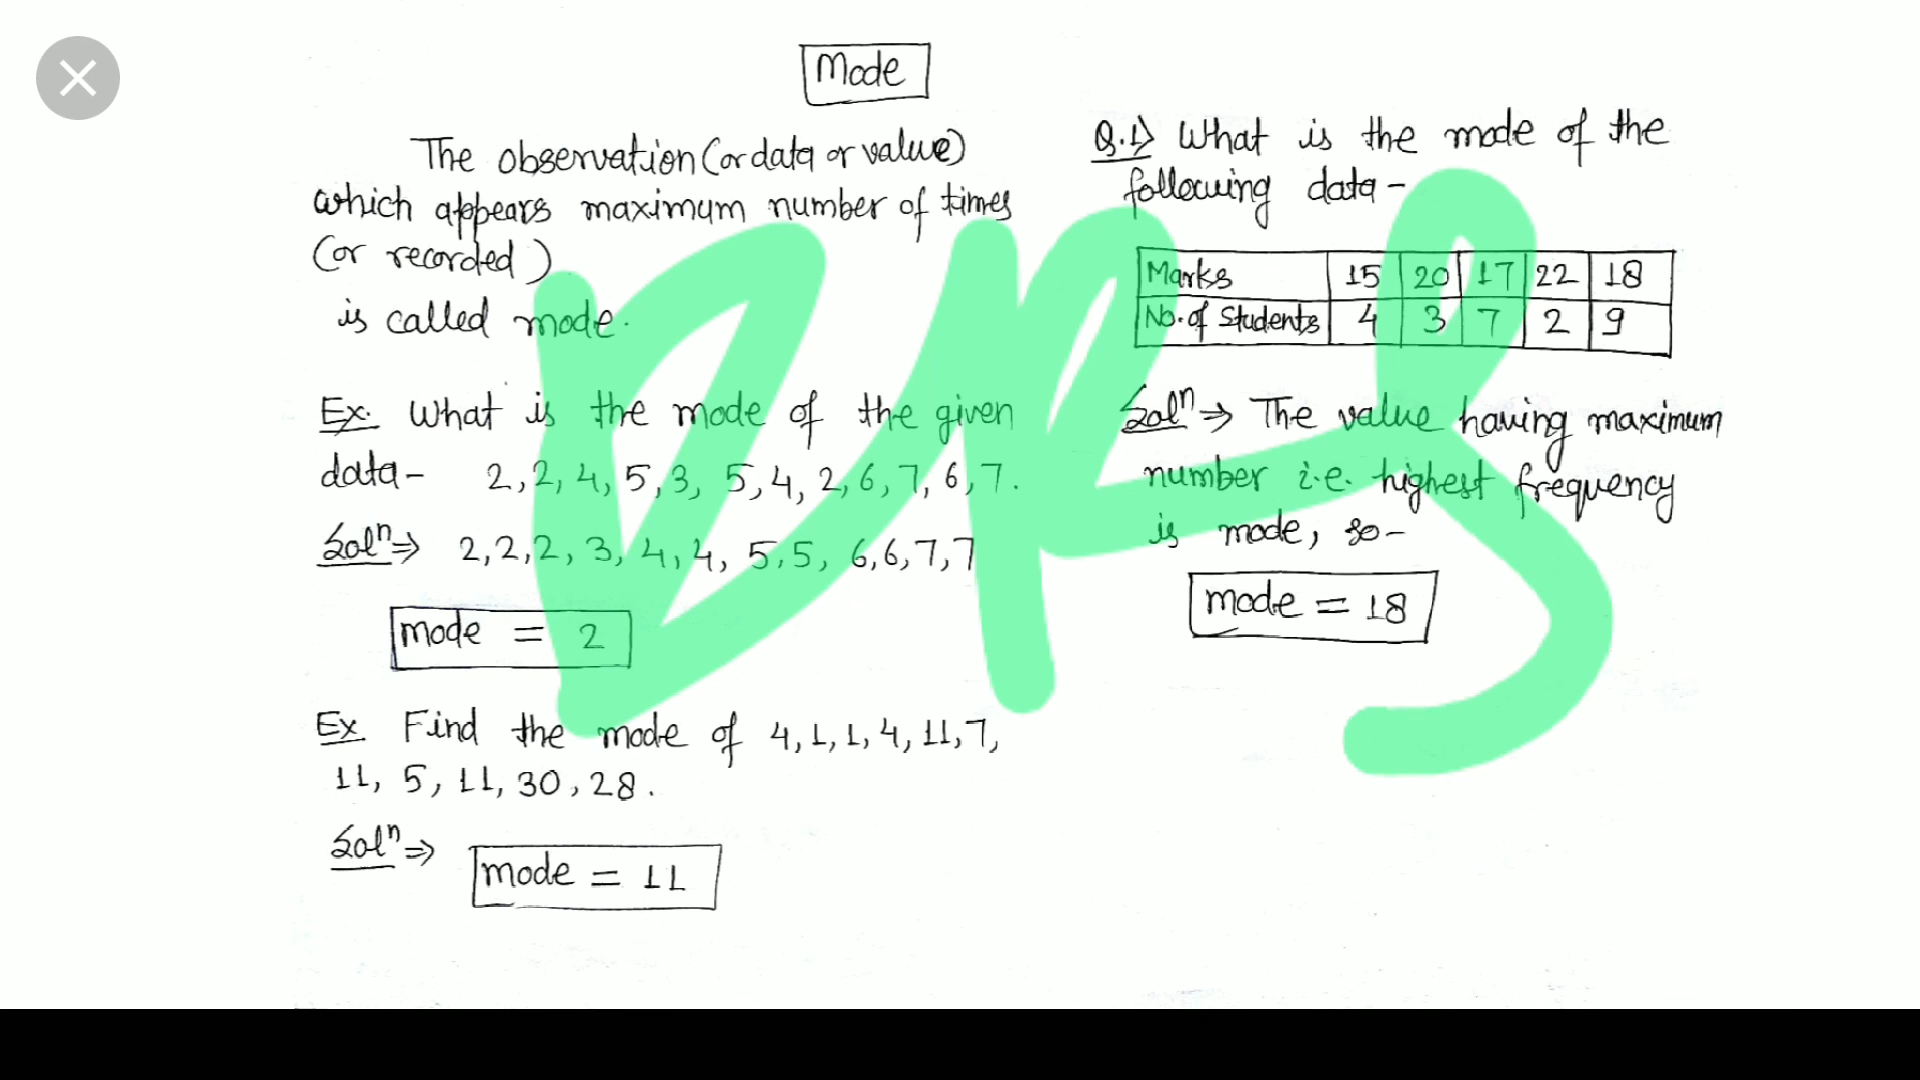 Mode
The observation (or data or value)
which appears maximum number of times
(or recorded)
is called mode.
Ex. What is the mode of the given
data- 2,2,4,5,3, 5,4, 2,6,7,6,7.
Solⁿ⇒ 2,2,2,3,4,4,5,5,6,6,7,7
mode = 2
Ex Find the mode of 4,1,1,4,11,7,
11, 5, 11, 30, 28.
Solⁿ⇒ mode = 11
Q.1> What is the mode of the
following data-
Marks 15 20 17 22 18
No. of Students 4 3 7 2 9
Solⁿ⇒ The value having maximum
number i.e. highest frequency
is mode, so-
mode = 18